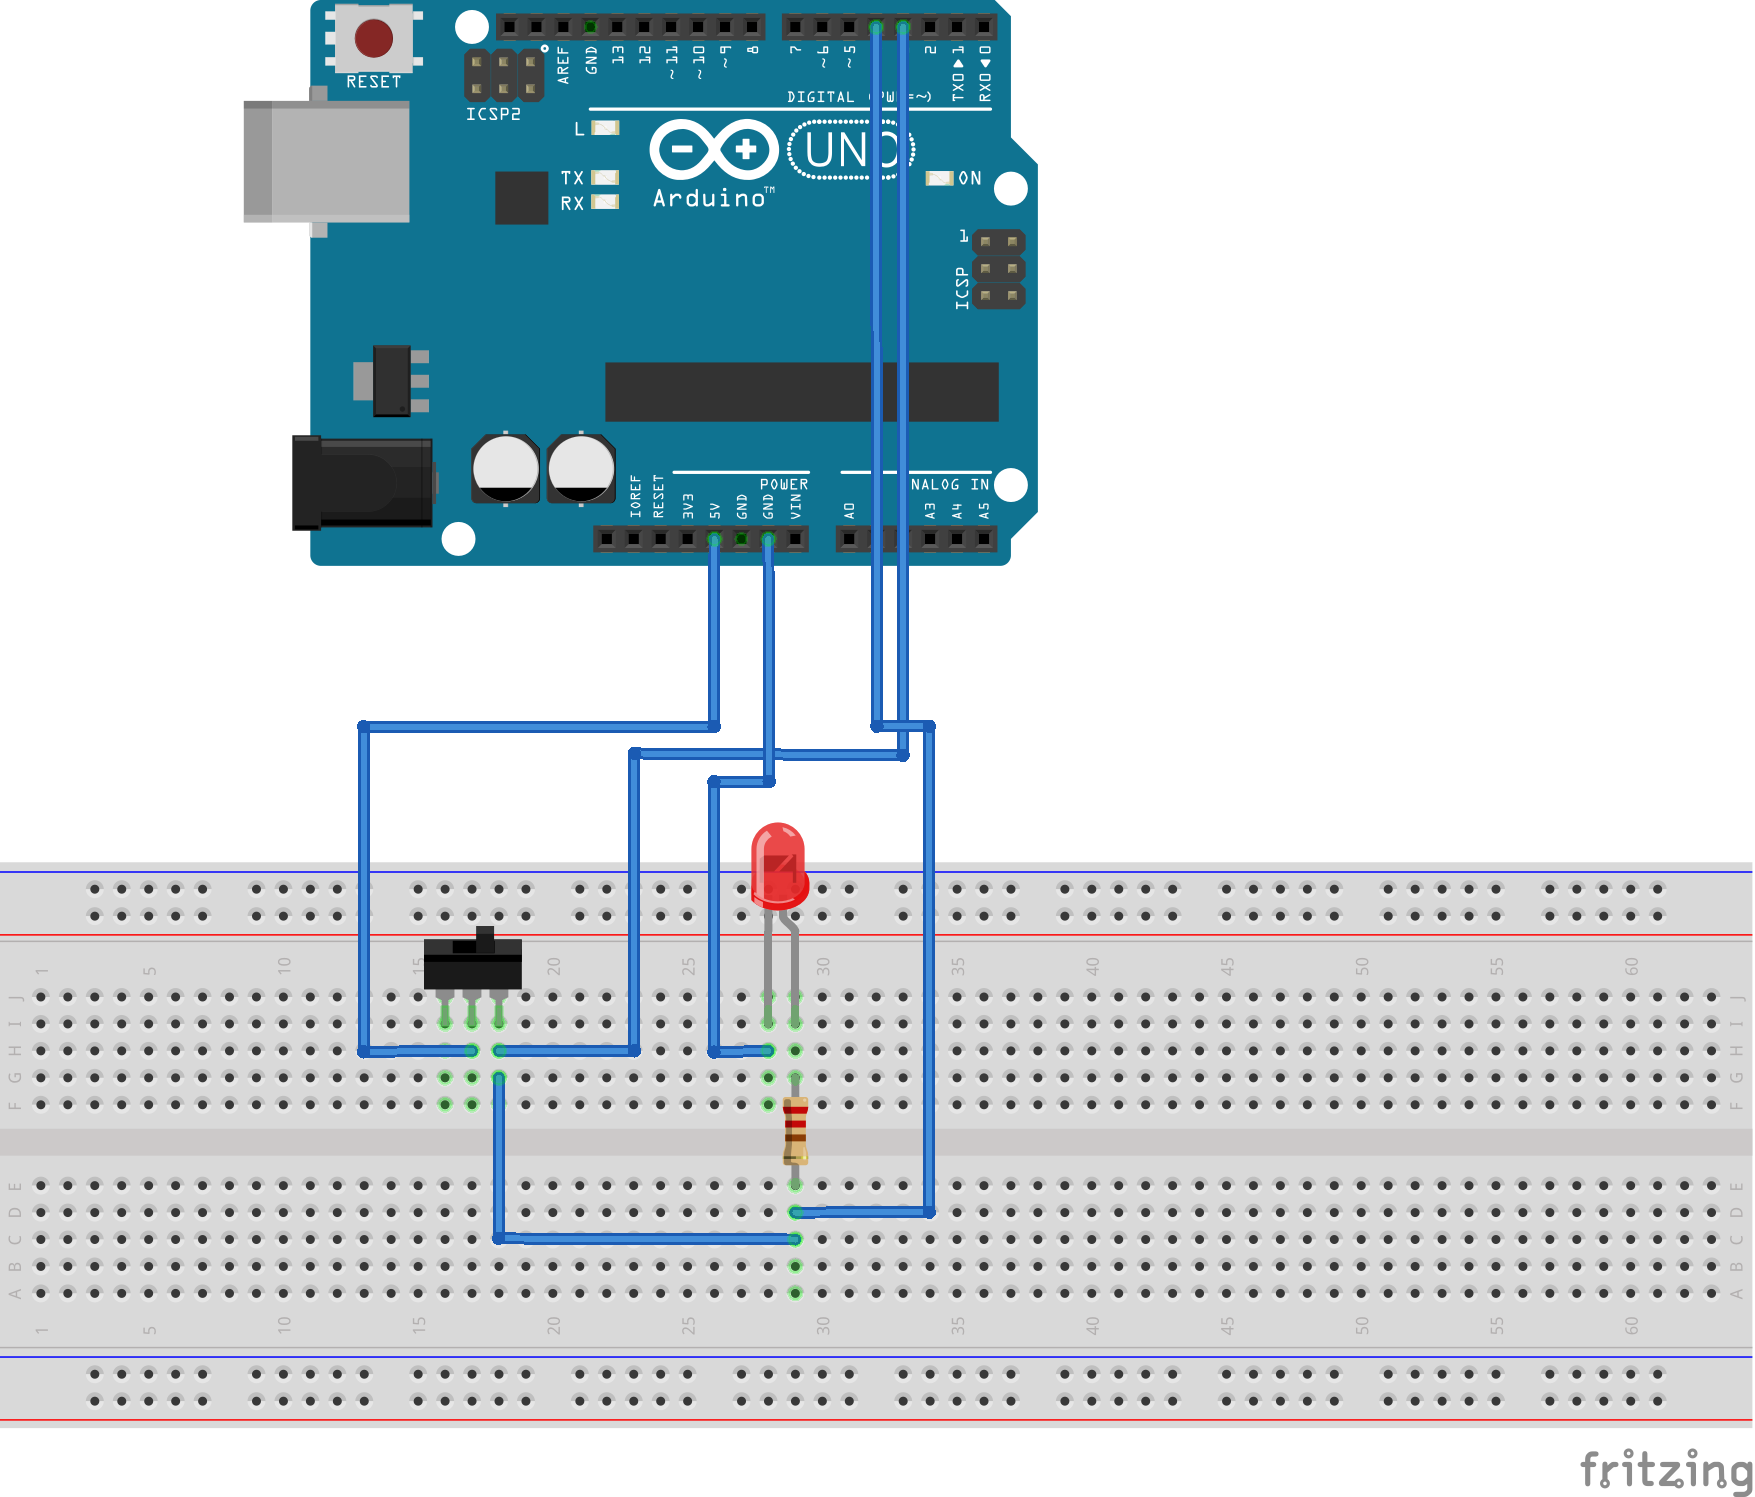 RESET
ICSP2
AREF
GND
13
12
~11
~10
~9
8
7
~6
~5
2
TX0 ▶ 1
RX0 ◀ 0
DIGITAL (PW =~)
L
TX
RX
UNO
Arduino™
ON
1
ICSP
POWER
NALOG IN
IOREF
RESET
3V3
5V
GND
GND
VIN
A0
A3
A4
A5
1 5 10 15 20 25 30 35 40 45 50 55 60
J J
I I
H H
G G
F F
E E
D D
C C
B B
A A
1 5 10 15 20 25 30 35 40 45 50 55 60
fritzing